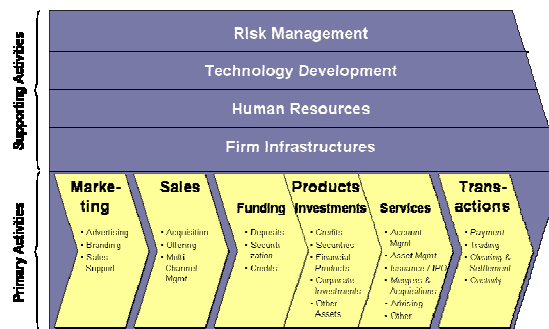 Supporting Activities
Risk Management
Technology Development
Human Resources
Firm Infrastructures
Primary Activities
Marke-
ting
• Advertising
• Branding
• Sales
Support
Sales
• Acquisition
• Offering
• Multi
Channel
Mgmt
Products
Funding
• Deposits
• Securiti
zation
• Credits
Investments
• Credits
• Securities
• Financial
Products
• Corporate
Investments
• Other
Assets
Services
• Account
Mgmt
• Asset Mgmt
• Issuance / IPO
• Mergers &
Acquisitions
• Advising
• Other
Trans-
actions
• Payment
• Trading
• Clearing &
Settlement
• Custody